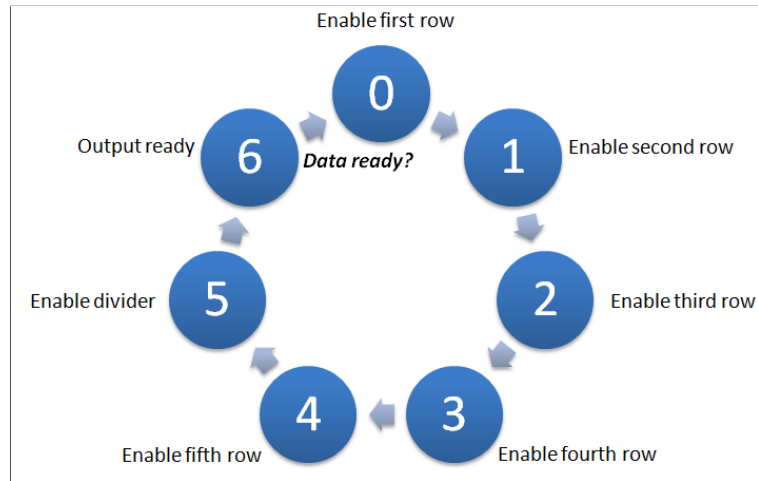 Enable first row
0
1
Enable second row
2
Enable third row
3
Enable fourth row
4
Enable fifth row
5
Enable divider
6
Output ready
Data ready?